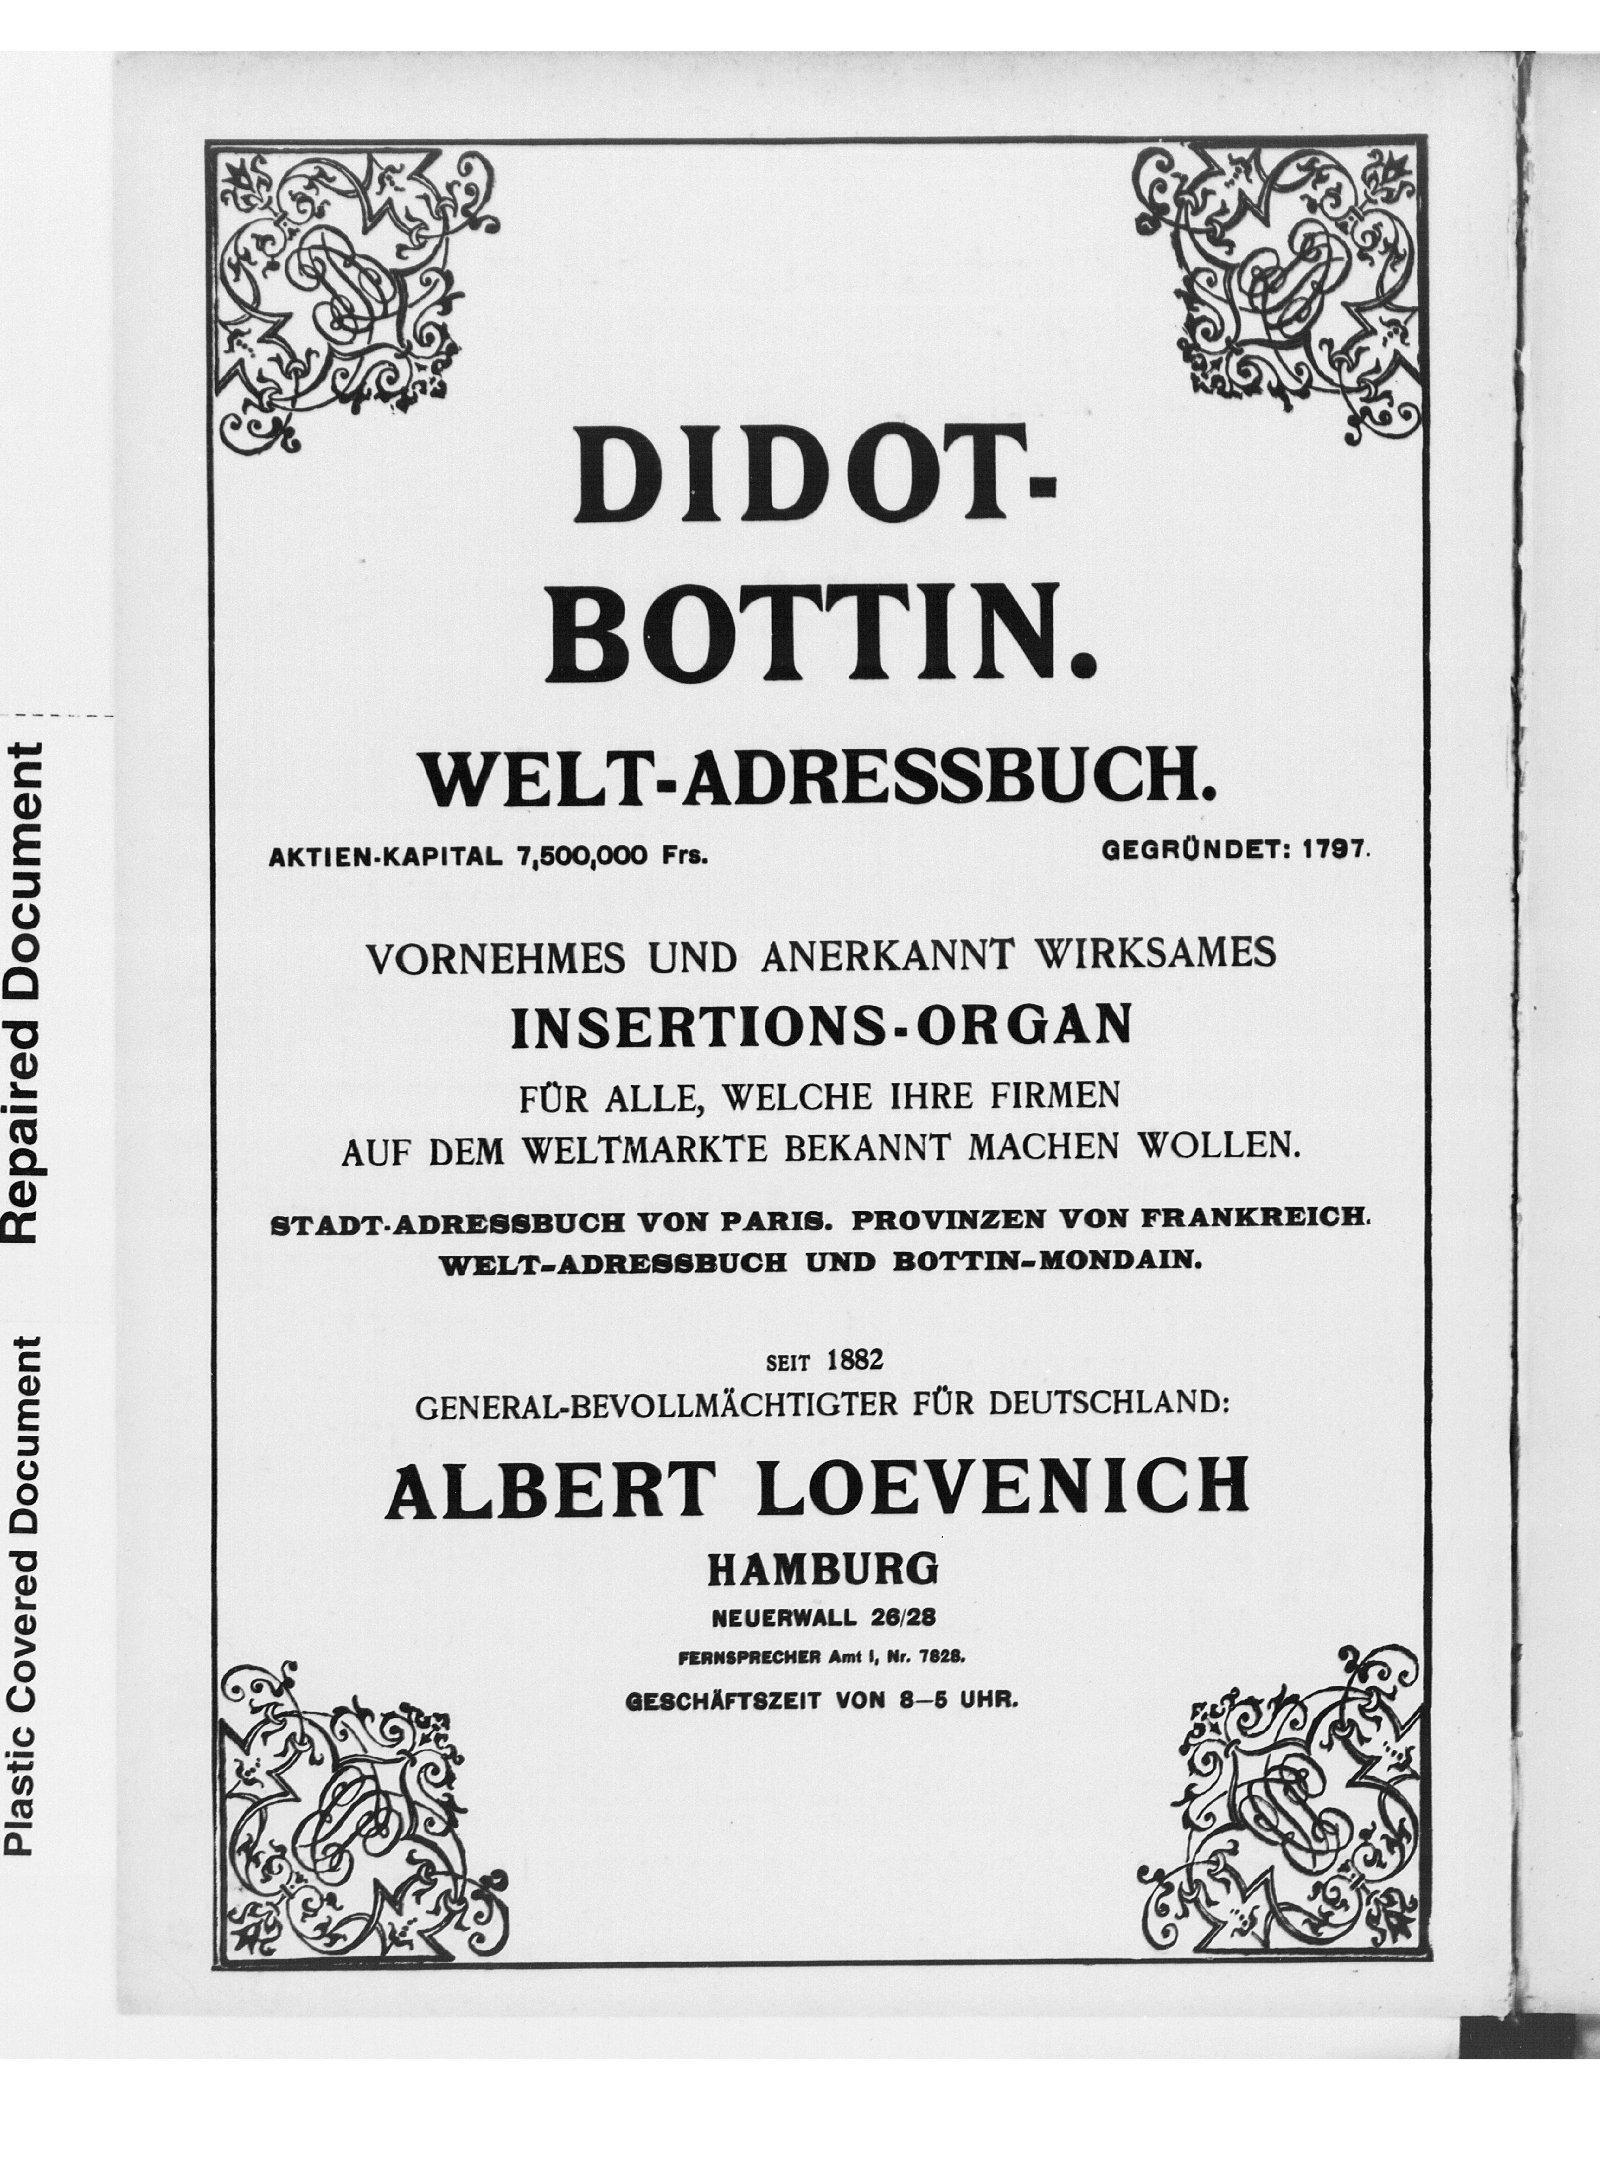 DIDOT-
BOTTIN.
WELT-ADRESSBUCH.
AKTIEN-KAPITAL 7,500,000 Frs. GEGRÜNDET: 1797.
VORNEHMES UND ANERKANNT WIRKSAMES
INSERTIONS-ORGAN
FÜR ALLE, WELCHE IHRE FIRMEN
AUF DEM WELTMARKTE BEKANNT MACHEN WOLLEN.
STADT-ADRESSBUCH VON PARIS. PROVINZEN VON FRANKREICH.
WELT-ADRESSBUCH UND BOTTIN-MONDAIN.
SEIT 1882
GENERAL-BEVOLLMÄCHTIGTER FÜR DEUTSCHLAND:
ALBERT LOEVENICH
HAMBURG
NEUERWALL 26/28
FERNSPRECHER Amt I, Nr. 7828.
GESCHÄFTSZEIT VON 8–5 UHR.
Repaired Document
Plastic Covered Document